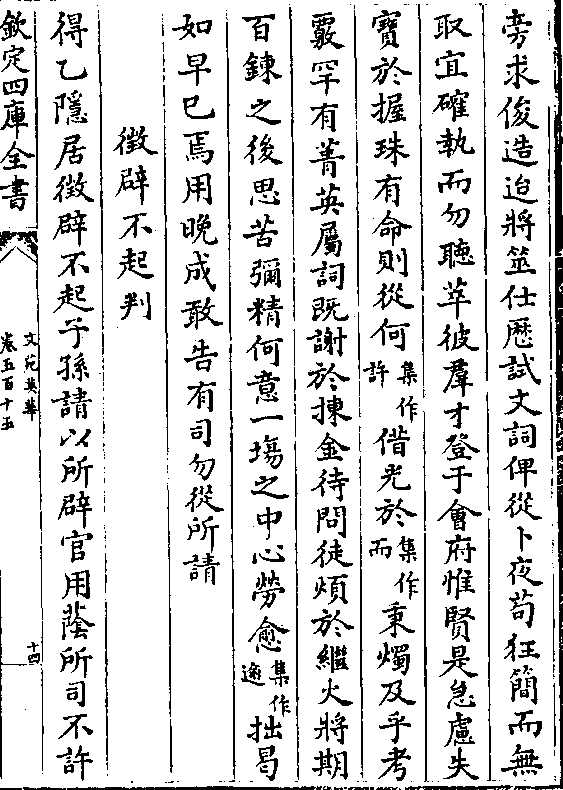 旁求俊造迨將筮仕歴試文詞俾從卜夜苟狂簡而無
取宜確執而勿聽萃彼羣才登于會府惟賢是急慮失
寳於握珠有命則從何集作許借光於集作而秉燭及乎考
覈罕有菁英屬詞既謝於揀金待問徒煩於繼火將期
百鍊之後思苦彌精何意一塲之中心勞愈集作逾拙曷
如早已焉用晚成敢告有司勿從所請
徵辟不起判
得乙隱居徴辟不起子孫請以所辟官用蔭所司不許
欽定四庫全書
文苑英華
卷五百十五
十四